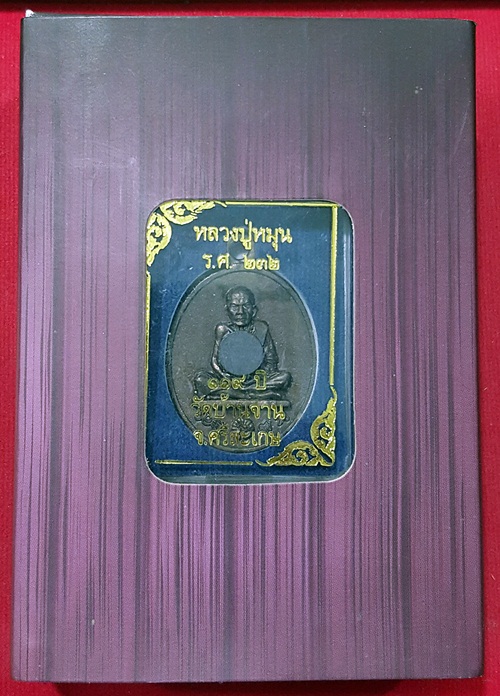 หลวงปู่หมุน
ร.ศ. ๒๓๒
๑๑๙ ปี
วัดบ้านจาน
จ.ศรีสะเกษ